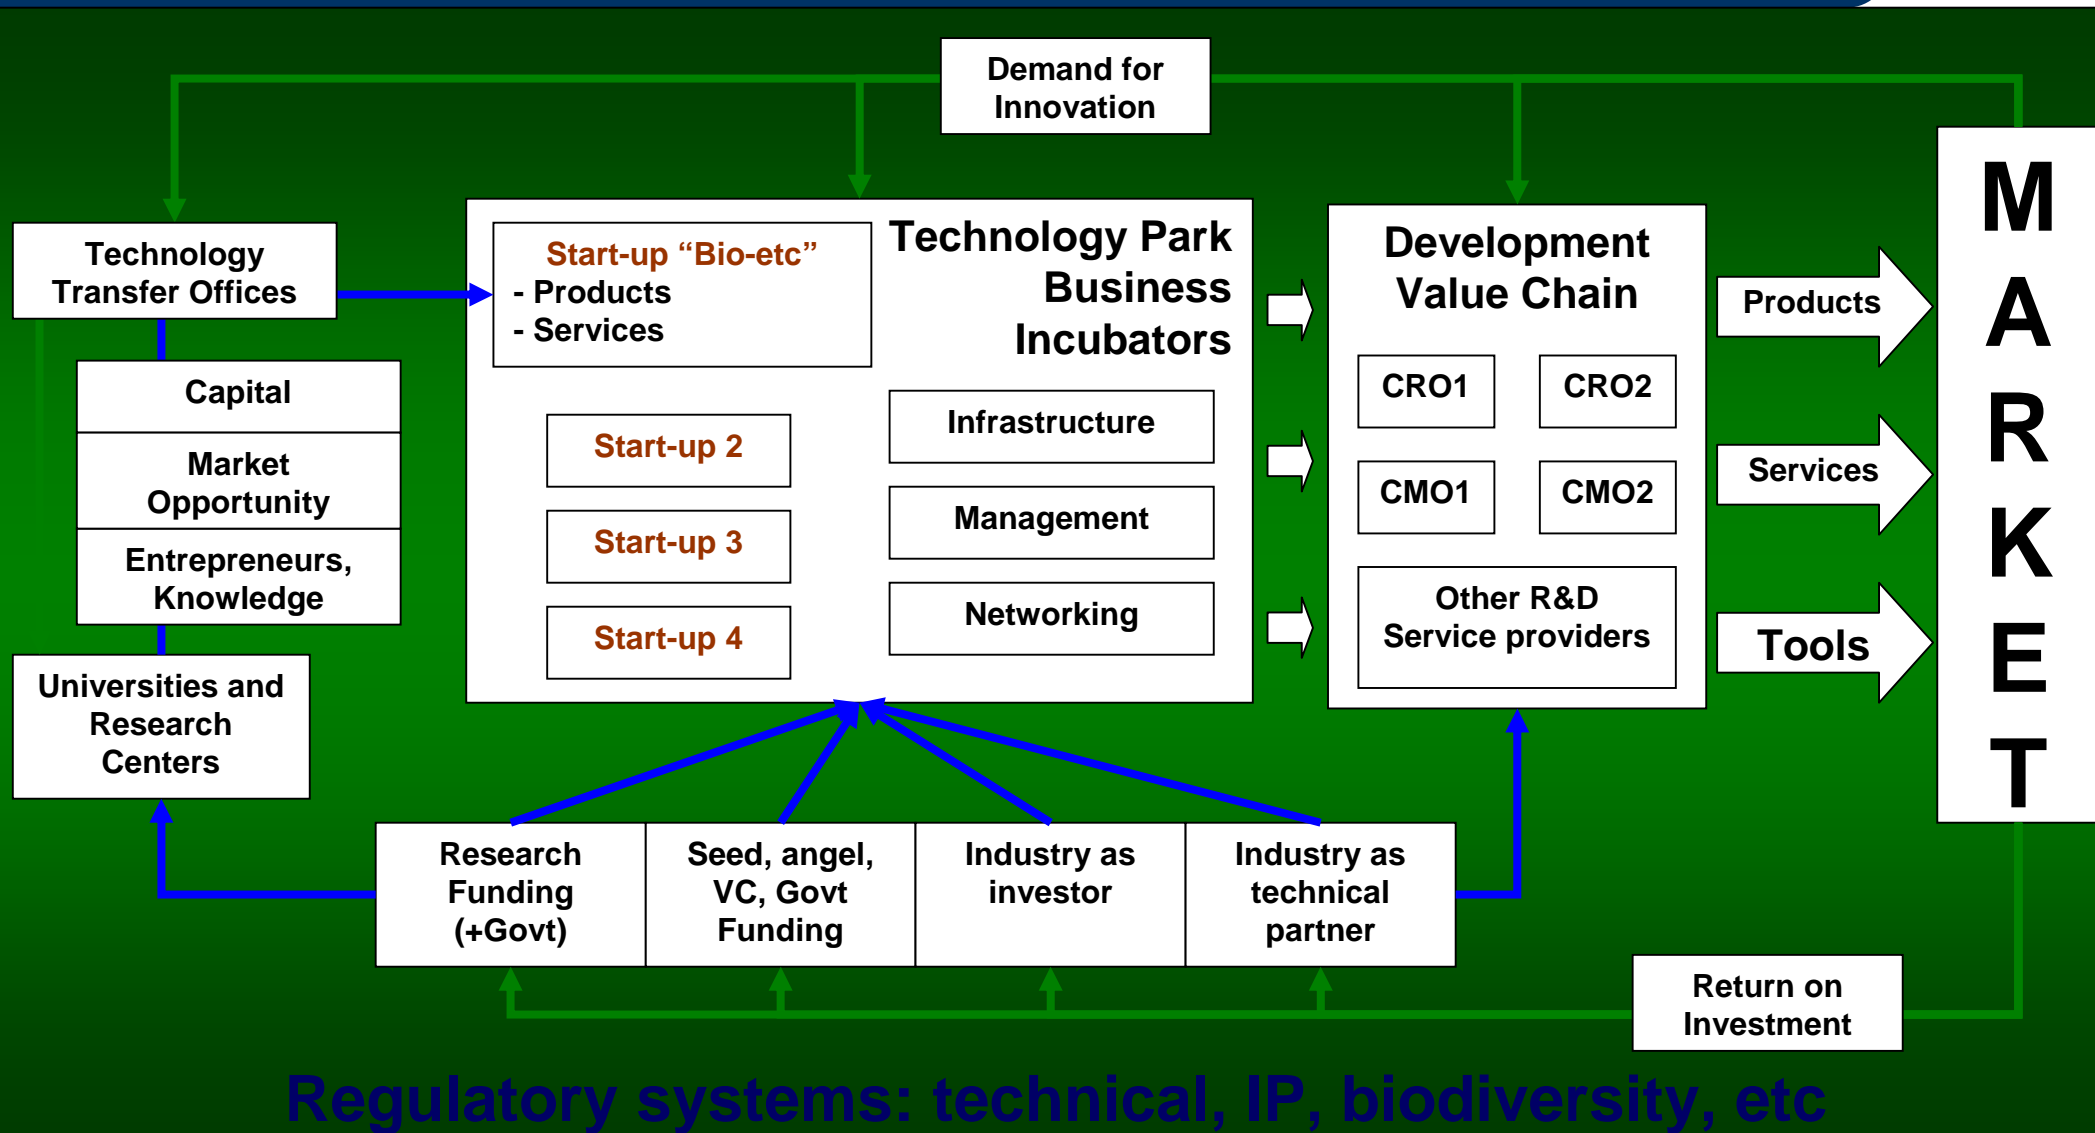 Demand for
Innovation
Technology
Transfer Offices
Capital
Market
Opportunity
Entrepreneurs,
Knowledge
Universities and
Research
Centers
Start-up “Bio-etc”
- Products
- Services
Technology Park
Business
Incubators
Start-up 2
Start-up 3
Start-up 4
Infrastructure
Management
Networking
Development
Value Chain
CRO1
CRO2
CMO1
CMO2
Other R&D
Service providers
Products
Services
Tools
M
A
R
K
E
T
Research
Funding
(+Govt)
Seed, angel,
VC, Govt
Funding
Industry as
investor
Industry as
technical
partner
Return on
Investment
Regulatory systems: technical, IP, biodiversity, etc